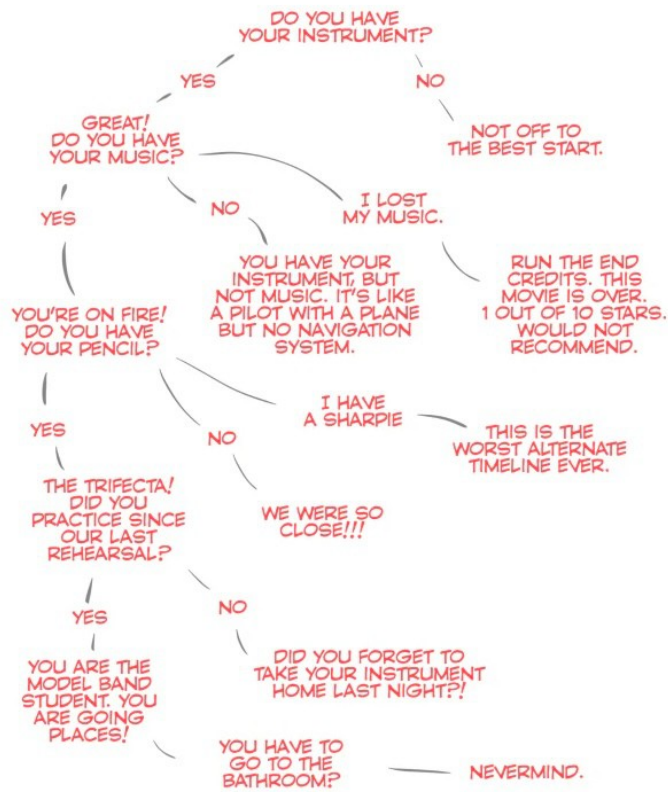 DO YOU HAVE
YOUR INSTRUMENT?
YES
NO
GREAT!
DO YOU HAVE
YOUR MUSIC?
NOT OFF TO
THE BEST START.
YES
NO
I LOST
MY MUSIC.
YOU HAVE YOUR
INSTRUMENT, BUT
NOT MUSIC. IT'S LIKE
A PILOT WITH A PLANE
BUT NO NAVIGATION
SYSTEM.
RUN THE END
CREDITS. THIS
MOVIE IS OVER.
1 OUT OF 10 STARS.
WOULD NOT
RECOMMEND.
YOU'RE ON FIRE!
DO YOU HAVE
YOUR PENCIL?
YES
NO
I HAVE
A SHARPIE
THIS IS THE
WORST ALTERNATE
TIMELINE EVER.
THE TRIFECTA!
DID YOU
PRACTICE SINCE
OUR LAST
REHEARSAL?
WE WERE SO
CLOSE!!!
YES
NO
YOU ARE THE
MODEL BAND
STUDENT. YOU
ARE GOING
PLACES!
DID YOU FORGET TO
TAKE YOUR INSTRUMENT
HOME LAST NIGHT?!
YOU HAVE TO
GO TO THE
BATHROOM?
NEVERMIND.